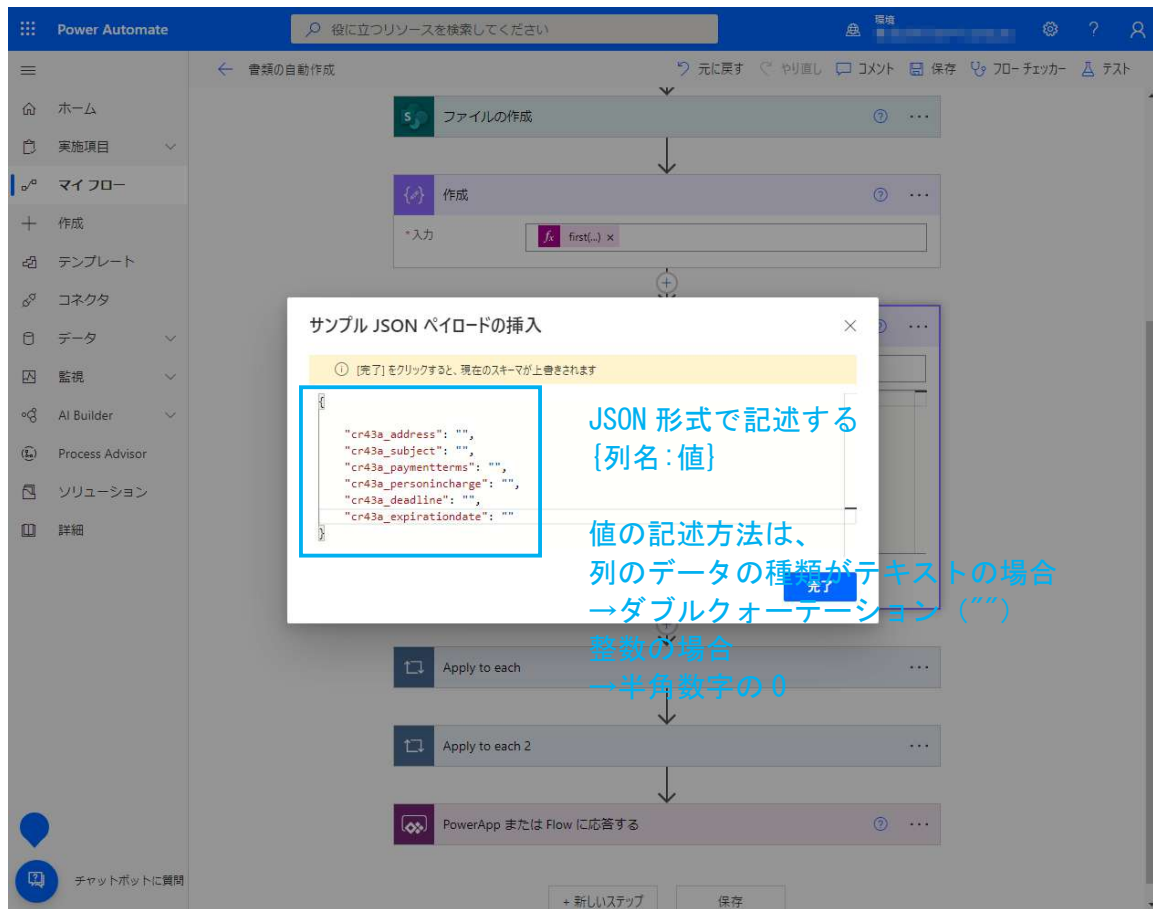 Power Automate
役に立つリソースを検索してください
環境
?
← 書類の自動作成
元に戻す
やり直し
コメント
保存
フロー チェッカー
テスト
ホーム
実施項目
マイ フロー
作成
テンプレート
コネクタ
データ
監視
AI Builder
Process Advisor
ソリューション
詳細
チャットボットに質問
ファイルの作成
作成
*入力
fx first(...) ×
サンプル JSON ペイロードの挿入
[完了] をクリックすると、現在のスキーマが上書きされます
{
"cr43a_address": "",
"cr43a_subject": "",
"cr43a_paymentterms": "",
"cr43a_personincharge": "",
"cr43a_deadline": "",
"cr43a_expirationdate": ""
}
JSON 形式で記述する
{列名:値}
値の記述方法は、
列のデータの種類がテキストの場合
→ダブルクォーテーション（""）
整数の場合
→半角数字の 0
完了
Apply to each
Apply to each 2
PowerApp または Flow に応答する
+ 新しいステップ
保存